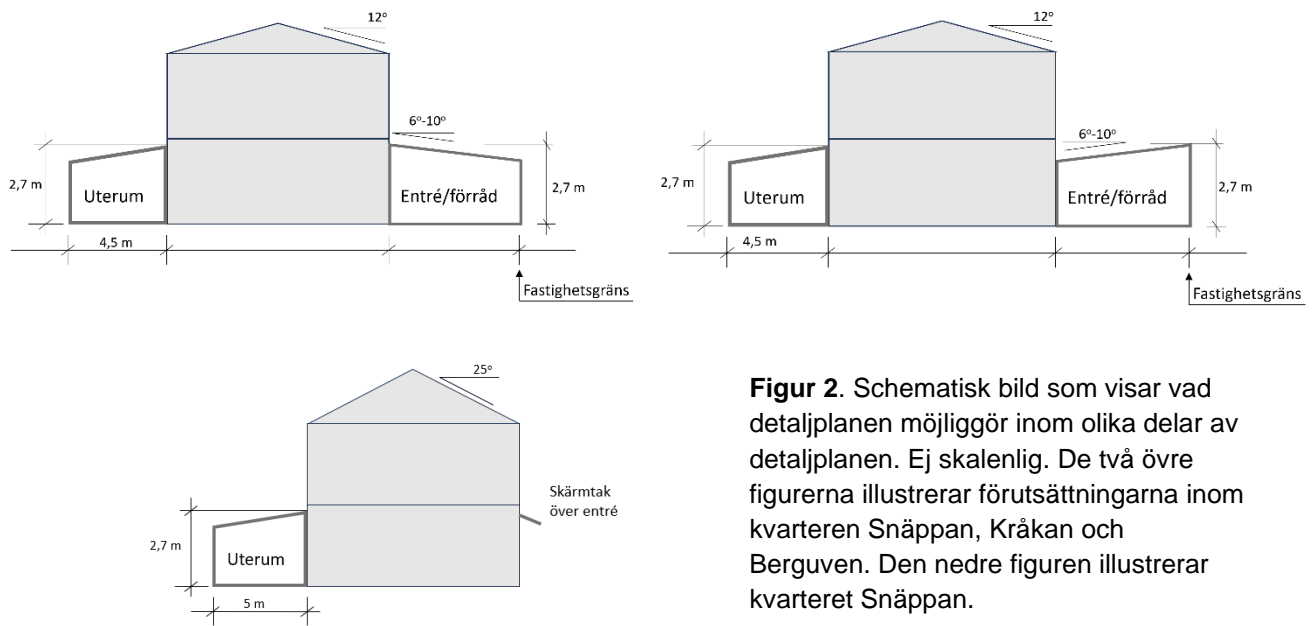 12°
6°-10°
2,7 m
Uterum
Entré/förråd
2,7 m
4,5 m
Fastighetsgräns
12°
6°-10°
2,7 m
Uterum
Entré/förråd
2,7 m
4,5 m
Fastighetsgräns
25°
Skärmtak
över entré
2,7 m
Uterum
5 m
Figur 2. Schematisk bild som visar vad
detaljplanen möjliggör inom olika delar av
detaljplanen. Ej skalenlig. De två övre
figurerna illustrerar förutsättningarna inom
kvarteren Snäppan, Kråkan och
Berguven. Den nedre figuren illustrerar
kvarteret Snäppan.